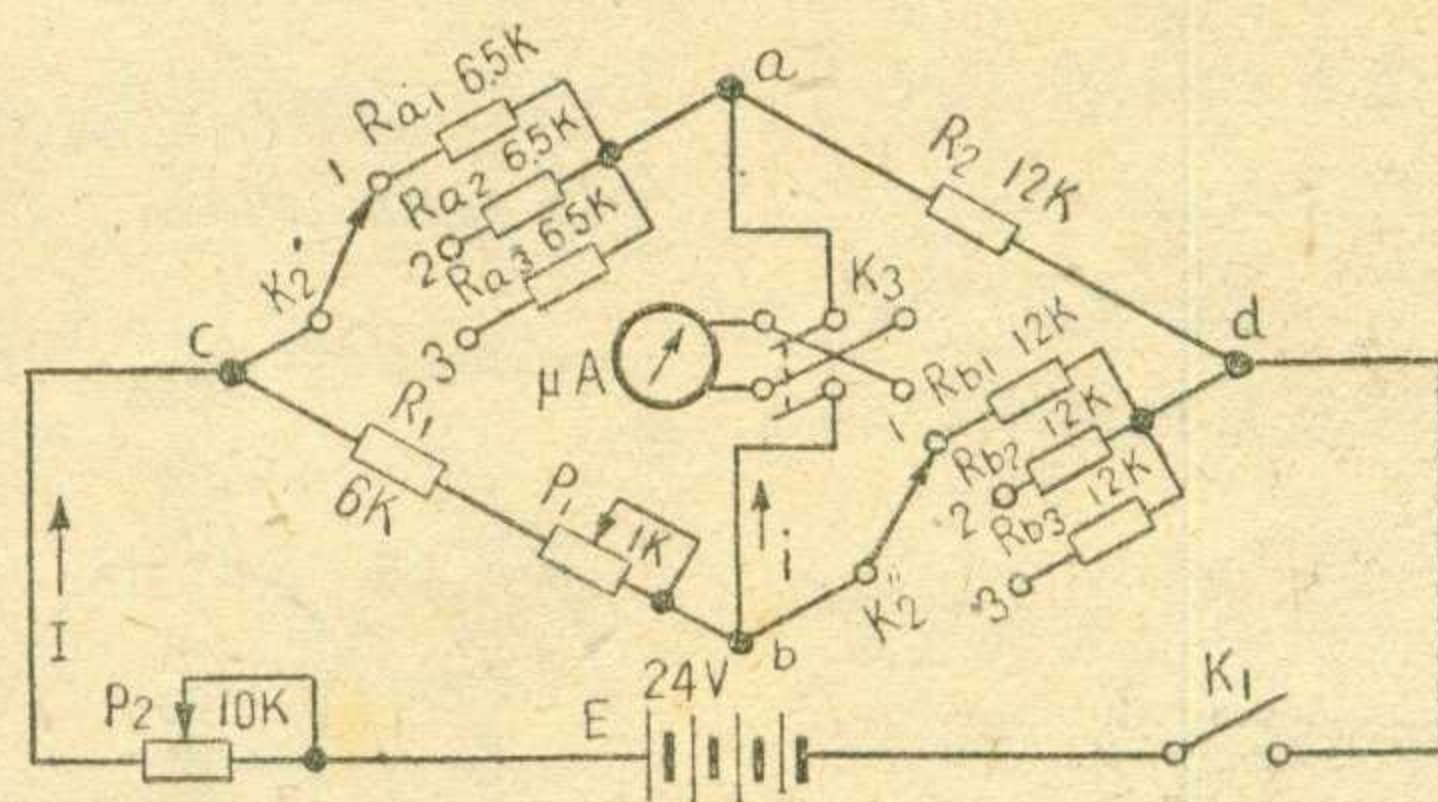 a
Ra1 6.5K
1
Ra2 6.5K
2
Ra3 6.5K
3
R2 12K
K2'
K3
C
d
μA
R1
6K
Rb1 12K
1
Rb2 12K
2
Rb3 12K
3
P1
1K
i
K2"
b
I
24V
P2 10K
E
K1